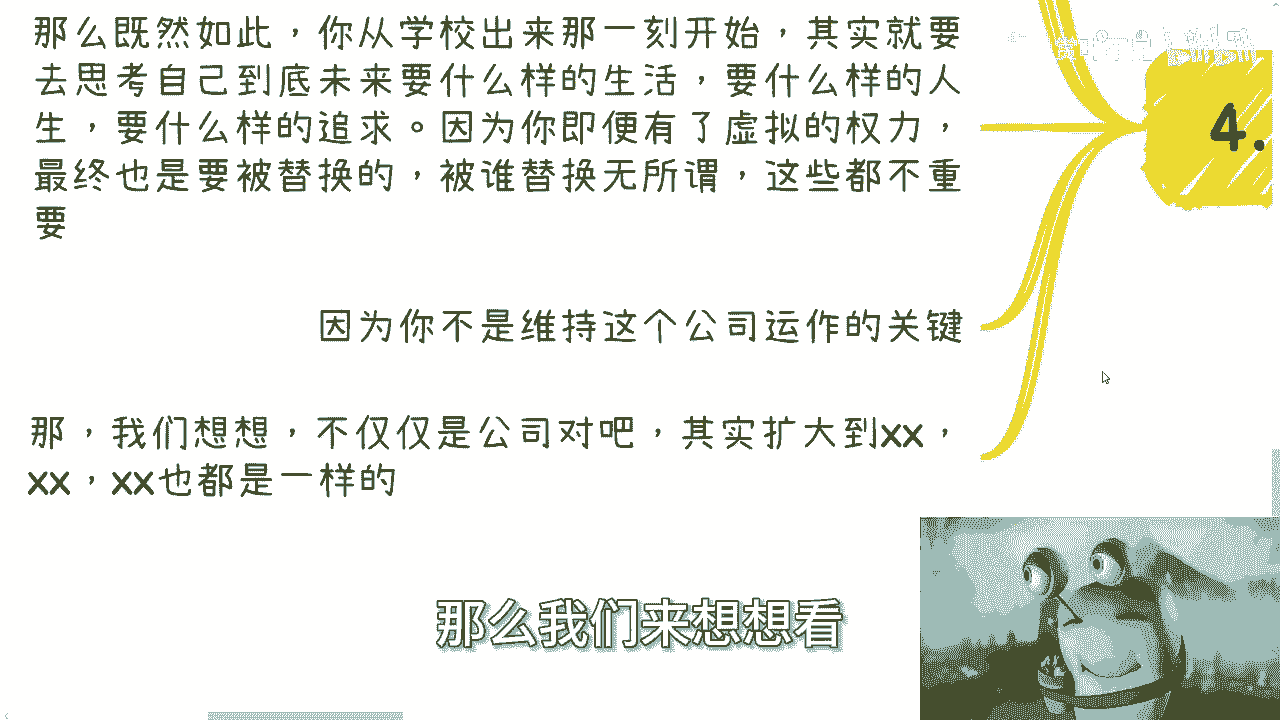 那么既然如此，你从学校出来那一刻开始，其实就要
去思考自己到底未来要什么样的生活，要什么样的人
生，要什么样的追求。因为你即便有了虚拟的权力，
最终也是要被替换的，被谁替换无所谓，这些都不重
要
4.
因为你不是维持这个公司运作的关键
那，我们想想，不仅仅是公司对吧，其实扩大到xx，
xx，xx也都是一样的
那么我们来想想看